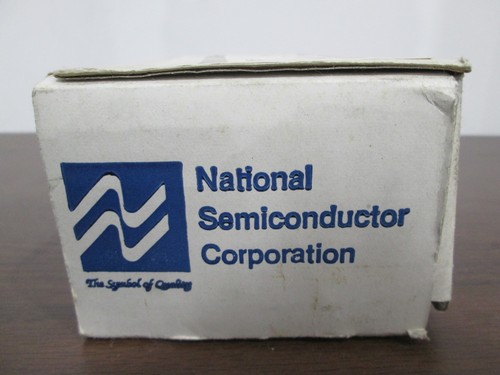 National
Semiconductor
Corporation
The Symbol of Quality